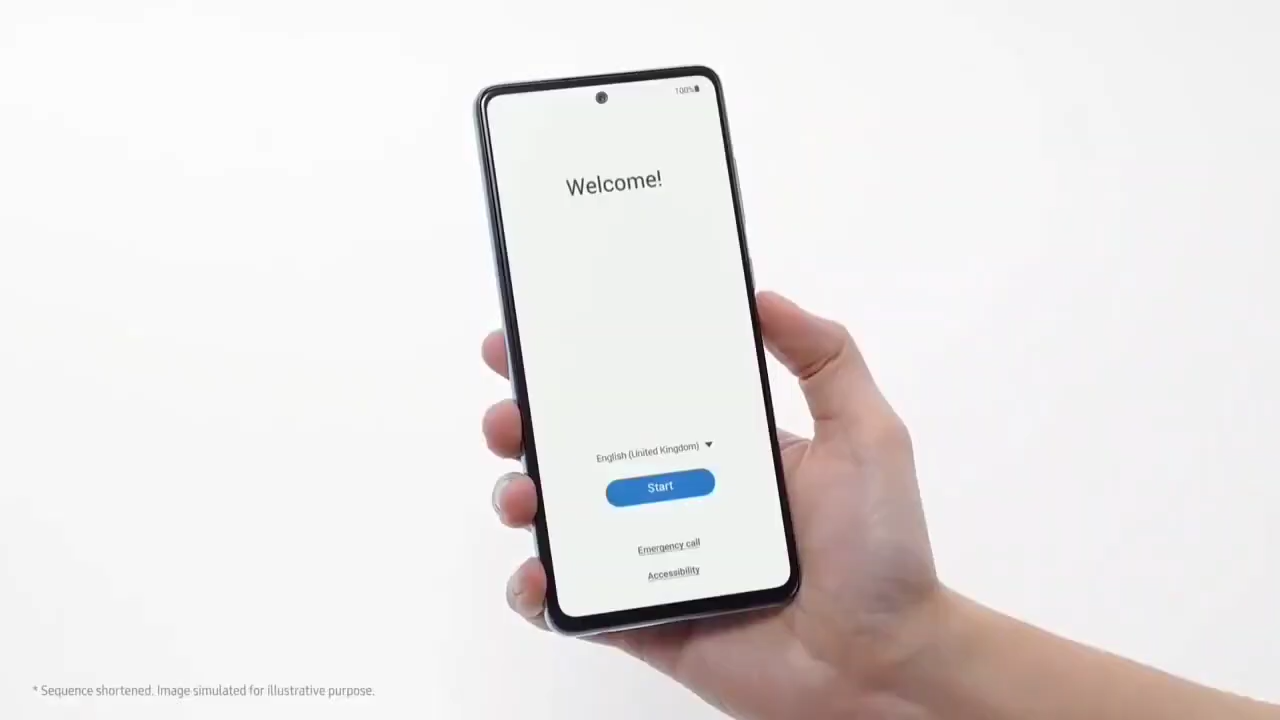 100%
Welcome!
English (United Kingdom)
Start
Emergency call
Accessibility
* Sequence shortened. Image simulated for illustrative purpose.